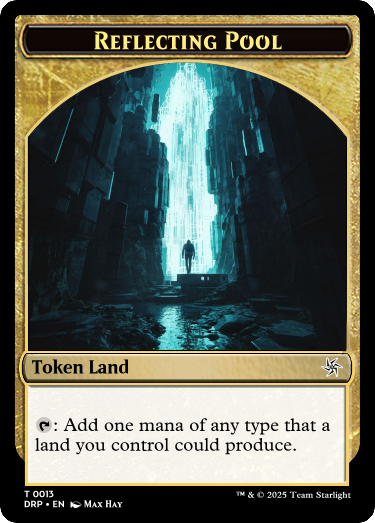 Reflecting Pool
Token Land
: Add one mana of any type that a
land you control could produce.
T 0013
DRP • EN Max Hay
™ & © 2025 Team Starlight